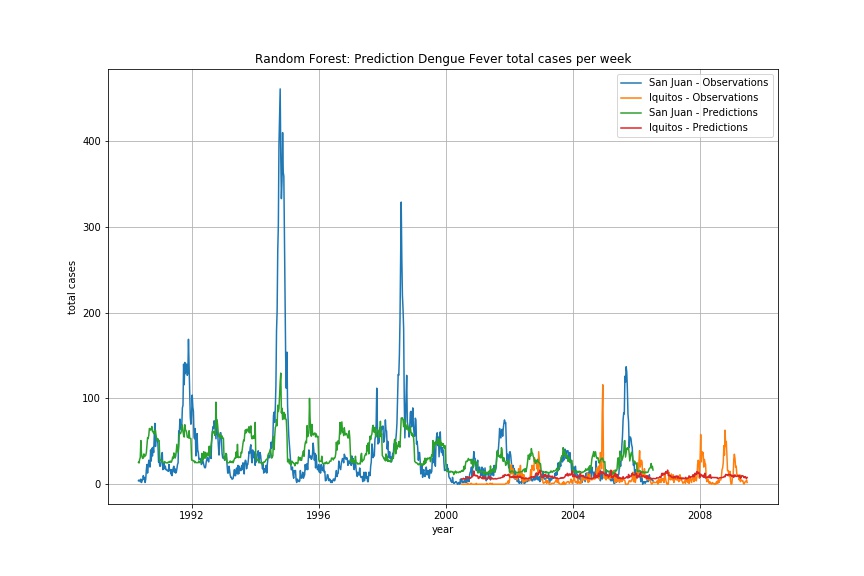 Random Forest: Prediction Dengue Fever total cases per week
San Juan - Observations
Iquitos - Observations
San Juan - Predictions
Iquitos - Predictions
total cases
400
300
200
100
0
1992
1996
2000
2004
2008
year